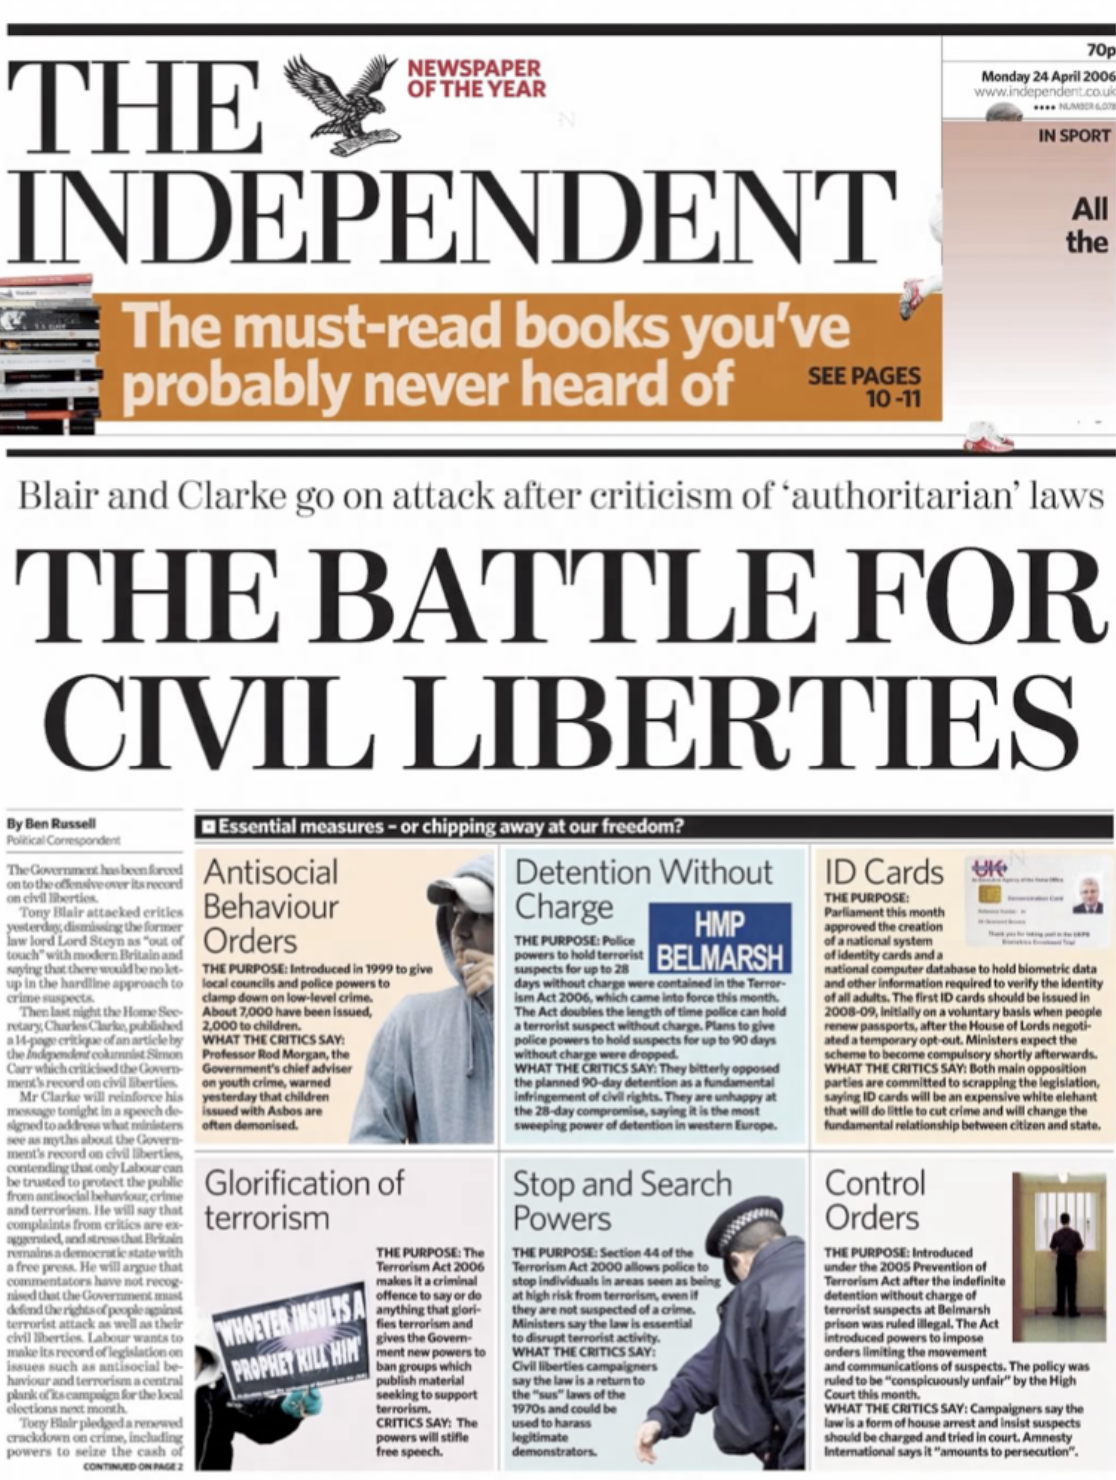 THE
INDEPENDENT
NEWSPAPER
OF THE YEAR
70p
Monday 24 April 2006
www.independent.co.uk
NUMBER 6,078
IN SPORT
All
the
The must-read books you've
probably never heard of
SEE PAGES
10 -11
Blair and Clarke go on attack after criticism of ‘authoritarian’ laws
THE BATTLE FOR
CIVIL LIBERTIES
By Ben Russell
Political Correspondent
The Government has been forced
on to the offensive over its record
on civil liberties.
Tony Blair attacked critics
yesterday, dismissing the former
law lord Lord Steyn as “out of
touch” with modern Britain and
saying that there would be no let-
up in the hardline approach to
crime suspects.
Then last night the Home Sec-
retary, Charles Clarke, published
a 14-page critique of an article by
the Independent columnist Simon
Carr which criticised the Govern-
ment's record on civil liberties.
Mr Clarke will reinforce his
message tonight in a speech de-
signed to address what ministers
see as myths about the Govern-
ment's record on civil liberties,
contending that only Labour can
be trusted to protect the public
from antisocial behaviour, crime
and terrorism. He will say that
complaints from critics are ex-
aggerated, and stress that Britain
remains a democratic state with
a free press. He will argue that
commentators have not recog-
nised that the Government must
defend the rights of people against
terrorist attack as well as their
civil liberties. Labour wants to
make its record of legislation on
issues such as antisocial be-
haviour and terrorism a central
plank of its campaign for the local
elections next month.
Tony Blair pledged a renewed
crackdown on crime, including
powers to seize the cash of
CONTINUED ON PAGE 2
Essential measures – or chipping away at our freedom?
Antisocial
Behaviour
Orders
THE PURPOSE: Introduced in 1999 to give
local councils and police powers to
clamp down on low-level crime.
About 7,000 have been issued,
2,000 to children.
WHAT THE CRITICS SAY:
Professor Rod Morgan, the
Government's chief adviser
on youth crime, warned
yesterday that children
issued with Asbos are
often demonised.
Detention Without
Charge
HMP
BELMARSH
THE PURPOSE: Police
powers to hold terrorist
suspects for up to 28
days without charge were contained in the Terror-
ism Act 2006, which came into force this month.
The Act doubles the length of time police can hold
a terrorist suspect without charge. Plans to give
police powers to hold suspects for up to 90 days
without charge were dropped.
WHAT THE CRITICS SAY: They bitterly opposed
the planned 90-day detention as a fundamental
infringement of civil rights. They are unhappy at
the 28-day compromise, saying it is the most
sweeping power of detention in western Europe.
ID Cards
UK
Demonstration Card
Thank you for taking part in the UKPS
Biometrics Enrolment Trial
THE PURPOSE:
Parliament this month
approved the creation
of a national system
of identity cards and a
national computer database to hold biometric data
and other information required to verify the identity
of all adults. The first ID cards should be issued in
2008-09, initially on a voluntary basis when people
renew passports, after the House of Lords negoti-
ated a temporary opt-out. Ministers expect the
scheme to become compulsory shortly afterwards.
WHAT THE CRITICS SAY: Both main opposition
parties are committed to scrapping the legislation,
saying ID cards will be an expensive white elehant
that will do little to cut crime and will change the
fundamental relationship between citizen and state.
Glorification of
terrorism
"WHOEVER INSULTS A
PROPHET KILL HIM"
THE PURPOSE: The
Terrorism Act 2006
makes it a criminal
offence to say or do
anything that glori-
fies terrorism and
gives the Govern-
ment new powers to
ban groups which
publish material
seeking to support
terrorism.
CRITICS SAY: The
powers will stifle
free speech.
Stop and Search
Powers
THE PURPOSE: Section 44 of the
Terrorism Act 2000 allows police to
stop individuals in areas seen as being
at high risk from terrorism, even if
they are not suspected of a crime.
Ministers say the law is essential
to disrupt terrorist activity.
WHAT THE CRITICS SAY:
Civil liberties campaigners
say the law is a return to
the “sus” laws of the
1970s and could be
used to harass
legitimate
demonstrators.
Control
Orders
THE PURPOSE: Introduced
under the 2005 Prevention of
Terrorism Act after the indefinite
detention without charge of
terrorist suspects at Belmarsh
prison was ruled illegal. The Act
introduced powers to impose
orders limiting the movement
and communications of suspects. The policy was
ruled to be “conspicuously unfair” by the High
Court this month.
WHAT THE CRITICS SAY: Campaigners say the
law is a form of house arrest and insist suspects
should be charged and tried in court. Amnesty
International says it “amounts to persecution”.